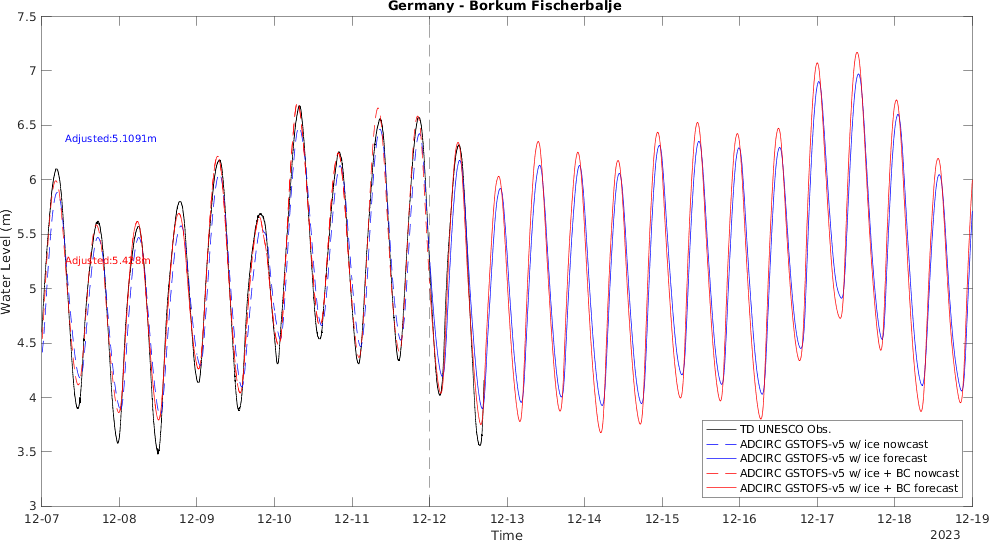 Germany - Borkum Fischerbalje
7.5
7
6.5
6
5.5
5
4.5
4
3.5
3
Water Level (m)
Adjusted:5.1091m
Adjusted:5.428m
TD UNESCO Obs.
ADCIRC GSTOFS-v5 w/ ice nowcast
ADCIRC GSTOFS-v5 w/ ice forecast
ADCIRC GSTOFS-v5 w/ ice + BC nowcast
ADCIRC GSTOFS-v5 w/ ice + BC forecast
12-07 12-08 12-09 12-10 12-11 12-12 12-13 12-14 12-15 12-16 12-17 12-18 12-19
Time
2023